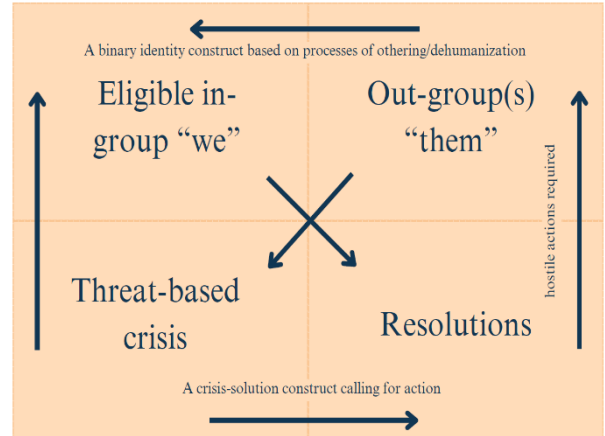 A binary identity construct based on processes of othering/dehumanization
Eligible in-
group “we”
Out-group(s)
“them”
hostile actions required
Threat-based
crisis
Resolutions
A crisis-solution construct calling for action